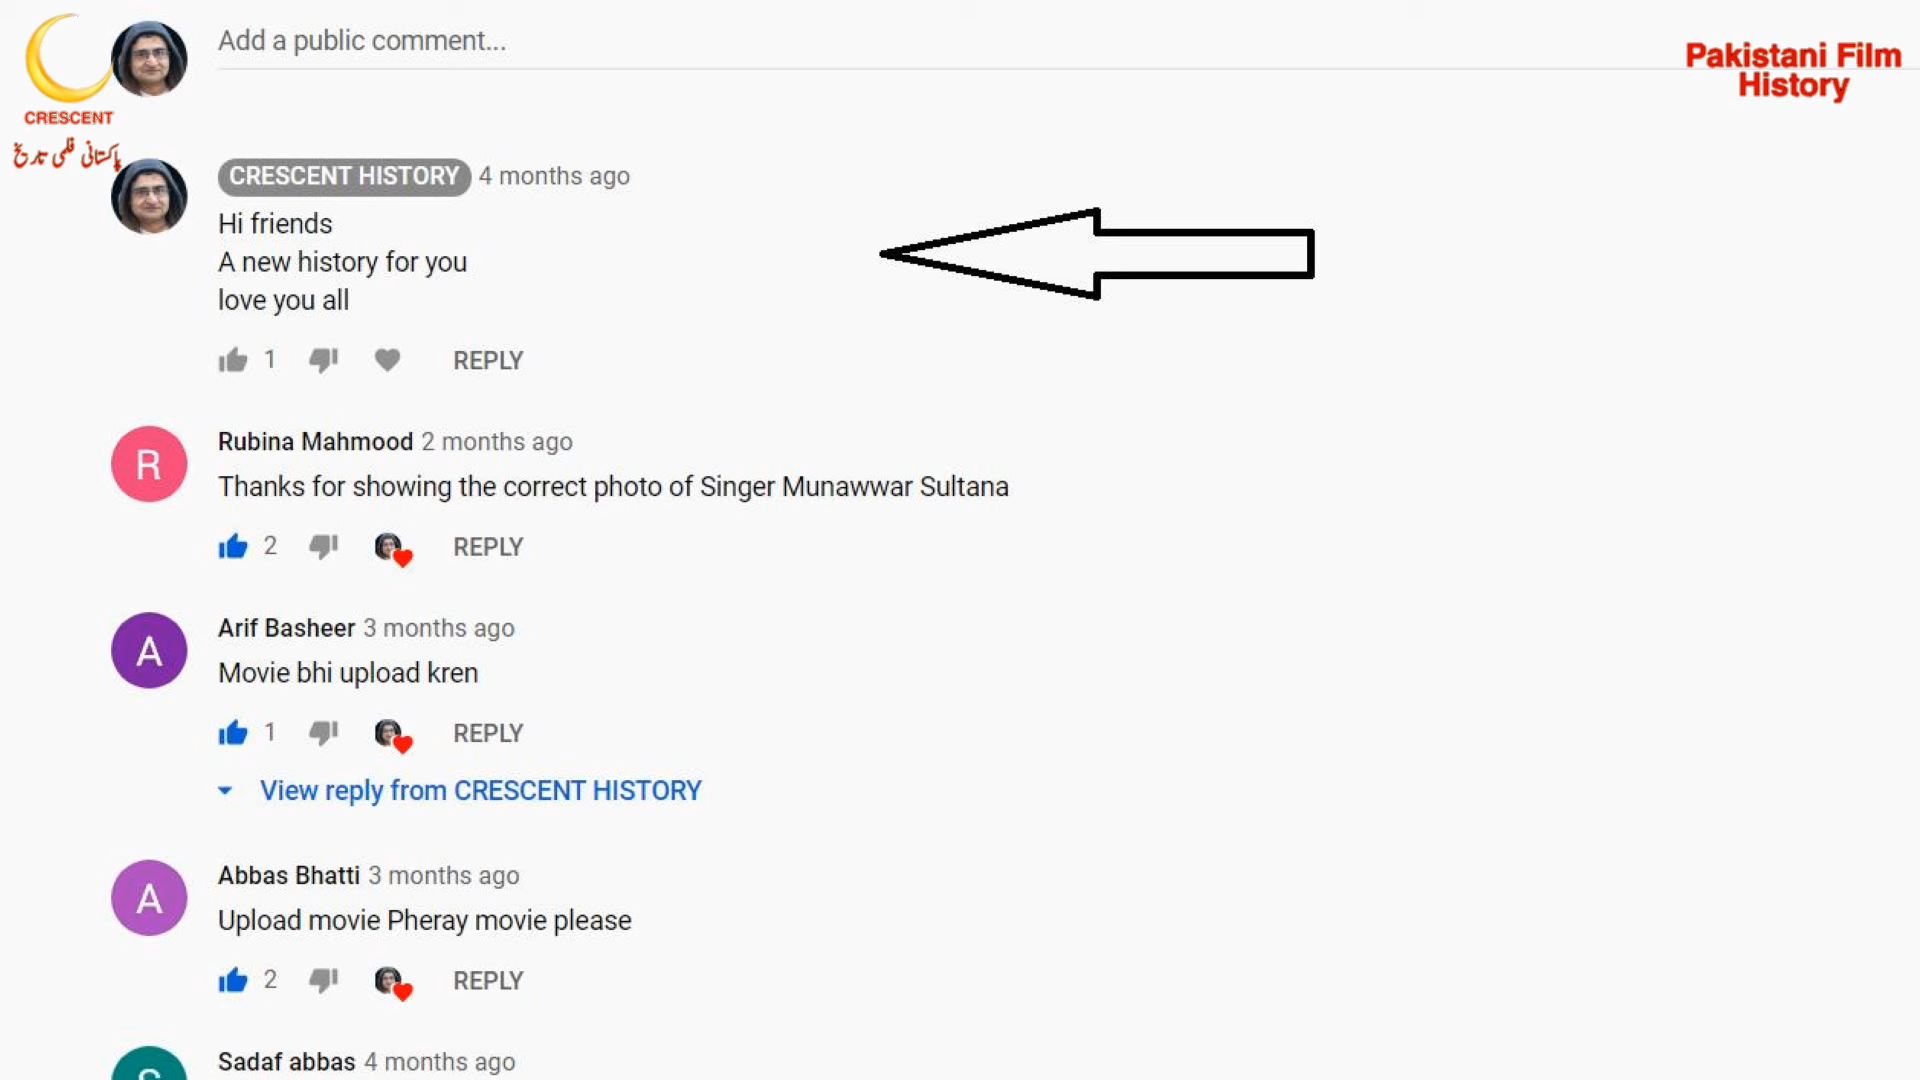 Add a public comment...
Pakistani Film
History
CRESCENT
پاکستانی فلمی تاریخ
CRESCENT HISTORY 4 months ago
Hi friends
A new history for you
love you all
1 REPLY
R
Rubina Mahmood 2 months ago
Thanks for showing the correct photo of Singer Munawwar Sultana
2 REPLY
A
Arif Basheer 3 months ago
Movie bhi upload kren
1 REPLY
View reply from CRESCENT HISTORY
A
Abbas Bhatti 3 months ago
Upload movie Pheray movie please
2 REPLY
S
Sadaf abbas 4 months ago